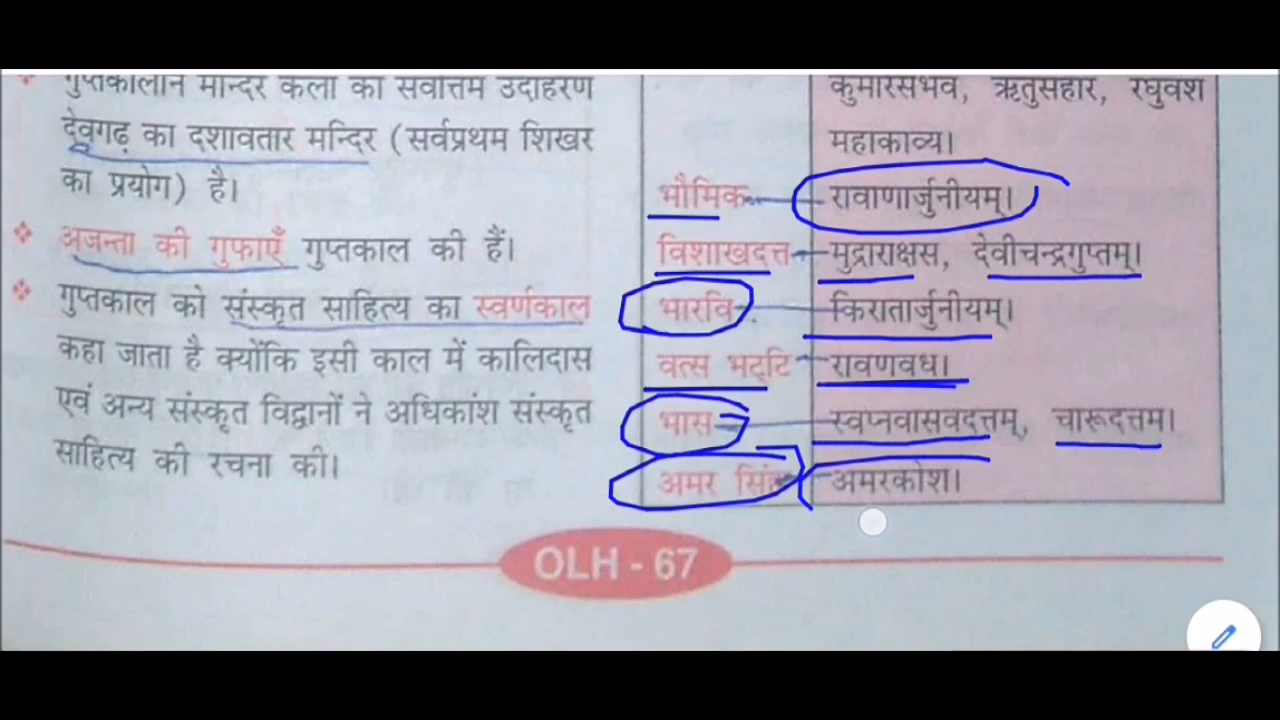 गुप्तकालीन मन्दिर कला का सर्वोत्तम उदाहरण
देवगढ़ का दशावतार मन्दिर (सर्वप्रथम शिखर
का प्रयोग) है।
अजन्ता की गुफाएँ गुप्तकाल की हैं।
गुप्तकाल को संस्कृत साहित्य का स्वर्णकाल
कहा जाता है क्योंकि इसी काल में कालिदास
एवं अन्य संस्कृत विद्वानों ने अधिकांश संस्कृत
साहित्य की रचना की।
कुमारसंभव, ऋतुसंहार, रघुवंश
महाकाव्य।
भौमिक रावाणार्जुनीयम्।
विशाखदत्त मुद्राराक्षस, देवीचन्द्रगुप्तम्।
भारवि किरातार्जुनीयम्।
वत्स भट्टि रावणवध।
भास स्वप्नवासवदत्तम्, चारूदत्तम।
अमर सिंह अमरकोश।
OLH - 67